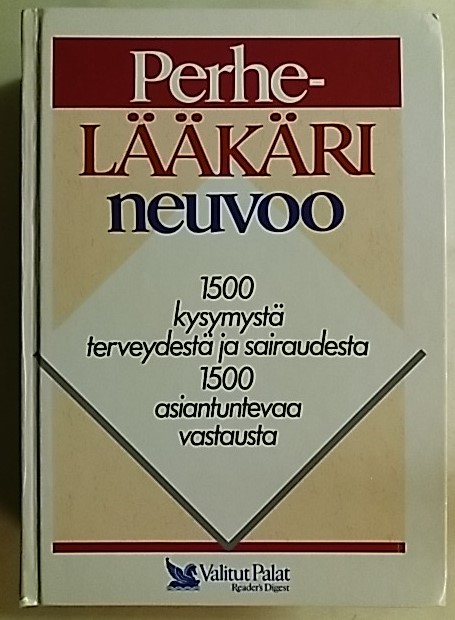 Perhe-
LÄÄKÄRI
neuvoo
1500
kysymystä
terveydestä ja sairaudesta
1500
asiantuntevaa
vastausta
Valitut Palat
Reader's Digest